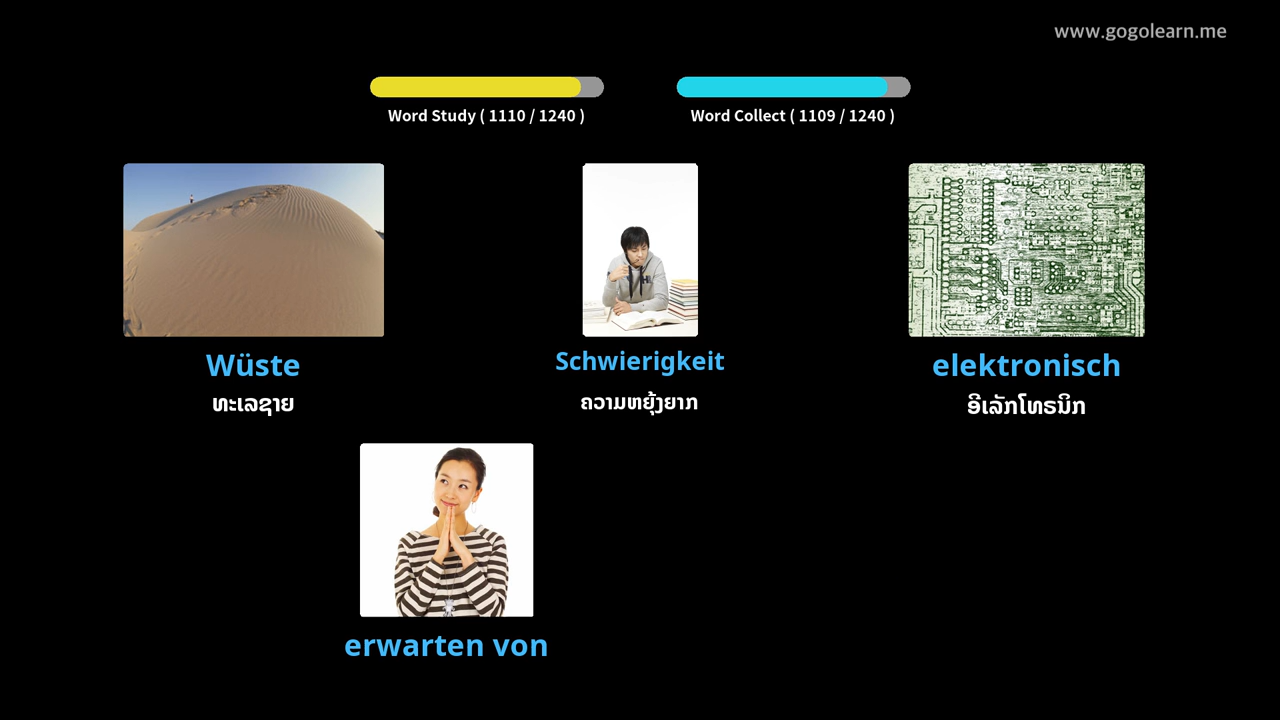 www.gogolearn.me
Word Study ( 1110 / 1240 )
Word Collect ( 1109 / 1240 )
Wüste
Schwierigkeit
elektronisch
ທະເລຊາຍ
ຄວາມຫຍຸ້ງຍາກ
ອີເລັກໂທຣນິກ
erwarten von